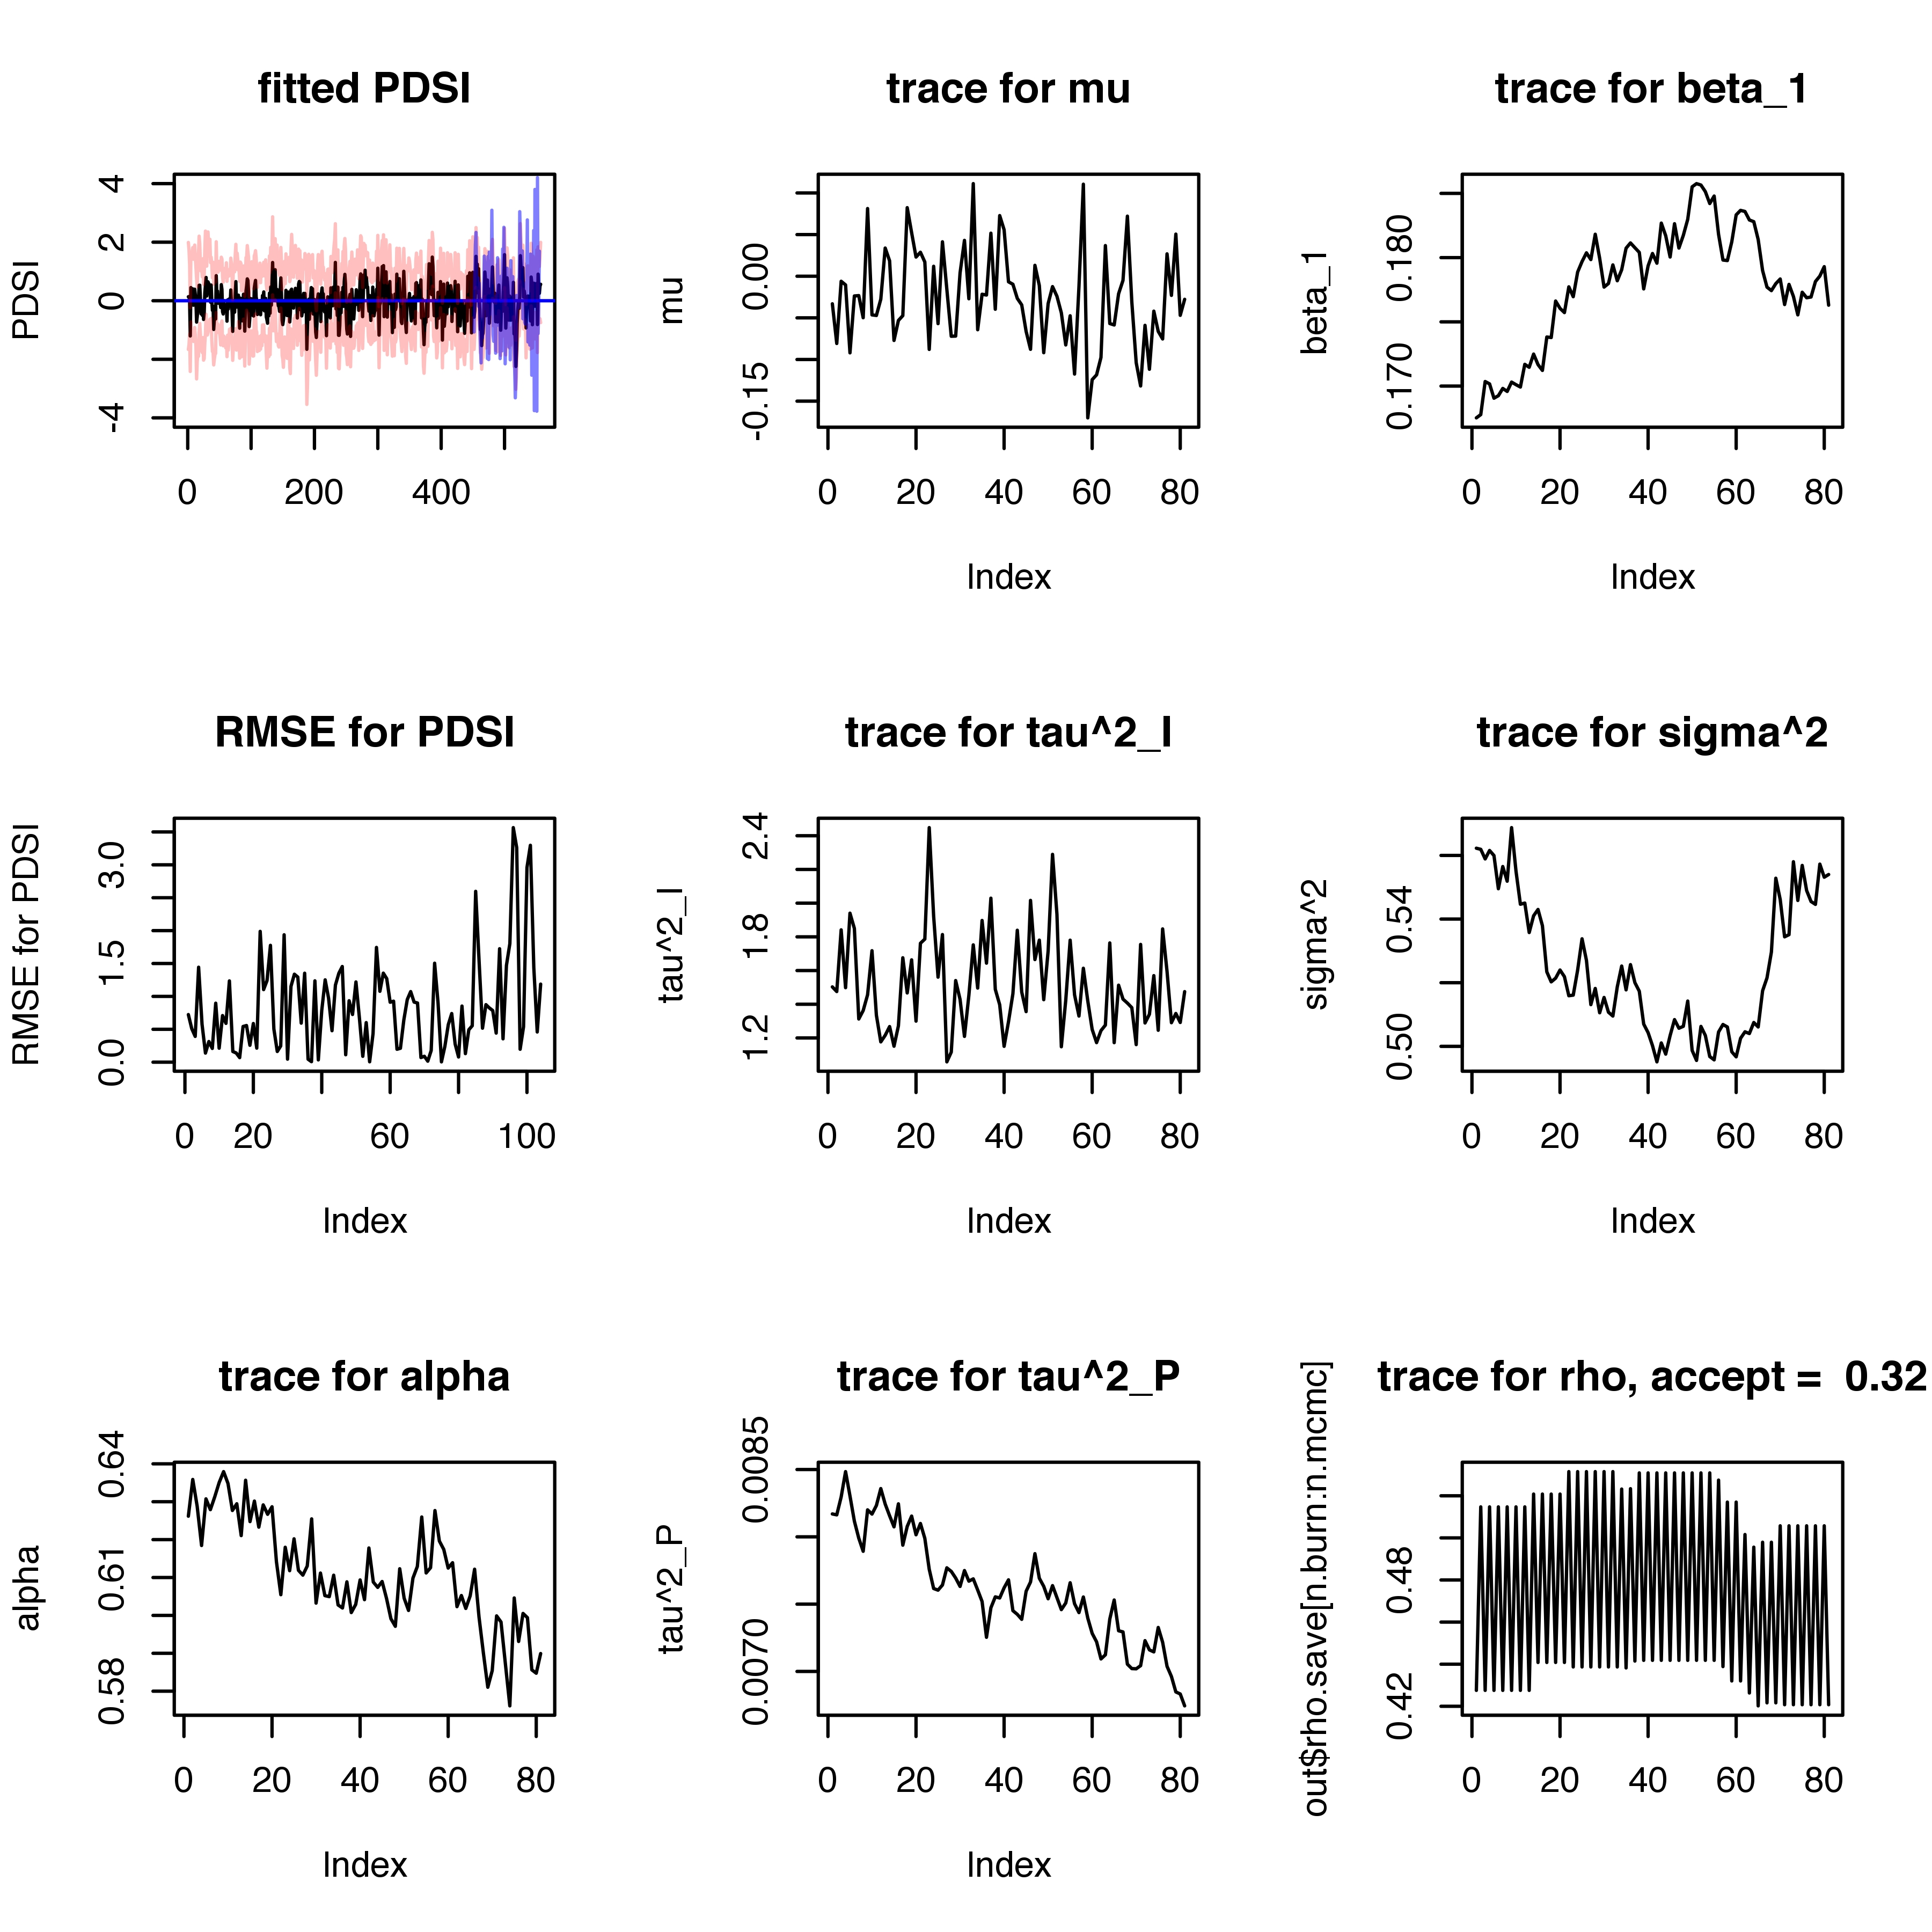 fitted PDSI
PDSI
4
2
0
-4
0 200 400
trace for mu
mu
0.00
-0.15
0 20 40 60 80
Index
trace for beta_1
beta_1
0.180
0.170
0 20 40 60 80
Index
RMSE for PDSI
RMSE for PDSI
3.0
1.5
0.0
0 20 60 100
Index
trace for tau^2_I
tau^2_I
2.4
1.8
1.2
0 20 40 60 80
Index
trace for sigma^2
sigma^2
0.54
0.50
0 20 40 60 80
Index
trace for alpha
alpha
0.64
0.61
0.58
0 20 40 60 80
Index
trace for tau^2_P
tau^2_P
0.0085
0.0070
0 20 40 60 80
Index
trace for rho, accept =  0.32
out$rho.save[n.burn:n.mcmc]
0.48
0.42
0 20 40 60 80
Index